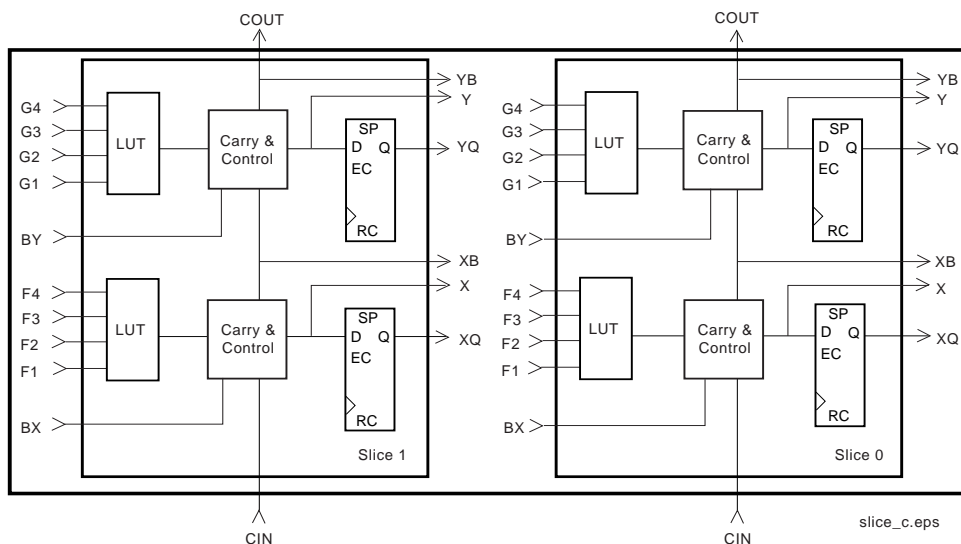 COUT
YB
Y
G4
G3
G2
G1
LUT
Carry &
Control
SP
D Q
EC
RC
YQ
BY
XB
X
F4
F3
F2
F1
LUT
Carry &
Control
SP
D Q
EC
RC
XQ
BX
Slice 1
CIN
COUT
YB
Y
G4
G3
G2
G1
LUT
Carry &
Control
SP
D Q
EC
RC
YQ
BY
XB
X
F4
F3
F2
F1
LUT
Carry &
Control
SP
D Q
EC
RC
XQ
BX
Slice 0
CIN
slice_c.eps